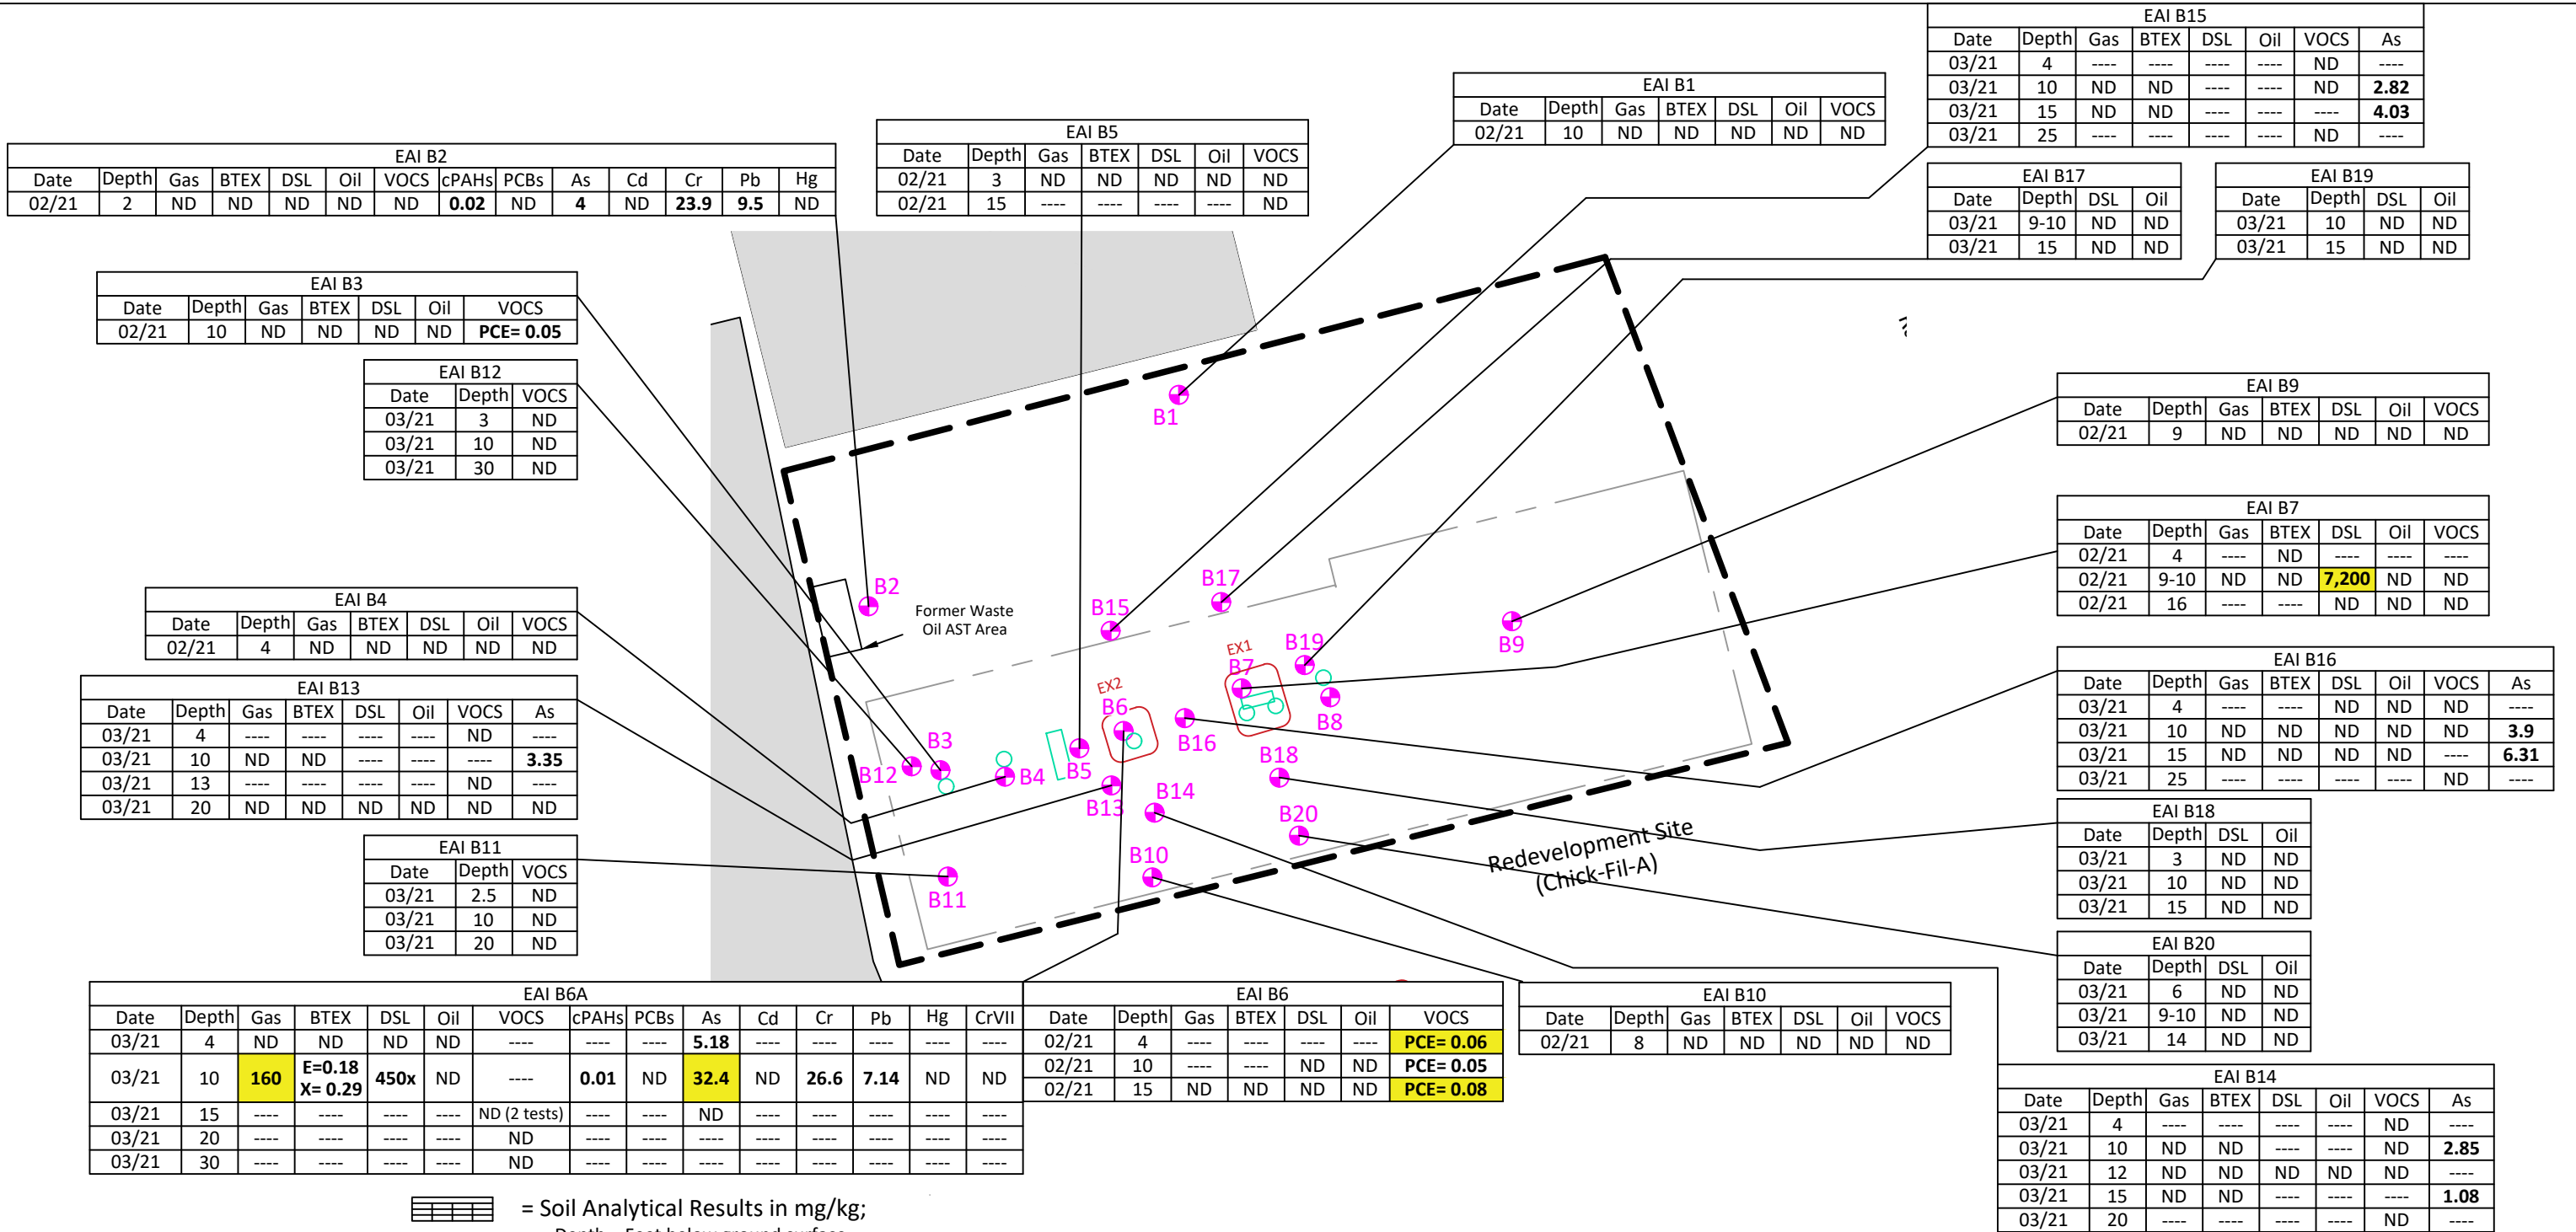 EAI B15
Date Depth Gas BTEX DSL Oil VOCS As
03/21 4 ---- ---- ---- ---- ND ----
03/21 10 ND ND ---- ---- ND 2.82
03/21 15 ND ND ---- ---- ---- 4.03
03/21 25 ---- ---- ---- ---- ND ----
EAI B1
Date Depth Gas BTEX DSL Oil VOCS
02/21 10 ND ND ND ND ND
EAI B5
Date Depth Gas BTEX DSL Oil VOCS
02/21 3 ND ND ND ND ND
02/21 15 ---- ---- ---- ---- ND
EAI B2
Date Depth Gas BTEX DSL Oil VOCS cPAHs PCBs As Cd Cr Pb Hg
02/21 2 ND ND ND ND ND 0.02 ND 4 ND 23.9 9.5 ND
EAI B17
Date Depth DSL Oil
03/21 9-10 ND ND
03/21 15 ND ND
EAI B19
Date Depth DSL Oil
03/21 10 ND ND
03/21 15 ND ND
EAI B3
Date Depth Gas BTEX DSL Oil VOCS
02/21 10 ND ND ND ND PCE= 0.05
EAI B12
Date Depth VOCS
03/21 3 ND
03/21 10 ND
03/21 30 ND
EAI B9
Date Depth Gas BTEX DSL Oil VOCS
02/21 9 ND ND ND ND ND
EAI B7
Date Depth Gas BTEX DSL Oil VOCS
02/21 4 ---- ND ---- ---- ----
02/21 9-10 ND ND 7,200 ND ND
02/21 16 ---- ---- ND ND ND
EAI B4
Date Depth Gas BTEX DSL Oil VOCS
02/21 4 ND ND ND ND ND
EAI B13
Date Depth Gas BTEX DSL Oil VOCS As
03/21 4 ---- ---- ---- ---- ND ----
03/21 10 ND ND ---- ---- ---- 3.35
03/21 13 ---- ---- ---- ---- ND ----
03/21 20 ND ND ND ND ND ND
EAI B16
Date Depth Gas BTEX DSL Oil VOCS As
03/21 4 ---- ---- ND ND ND ----
03/21 10 ND ND ND ND ND 3.9
03/21 15 ND ND ND ND ---- 6.31
03/21 25 ---- ---- ---- ---- ND ----
EAI B11
Date Depth VOCS
03/21 2.5 ND
03/21 10 ND
03/21 20 ND
EAI B18
Date Depth DSL Oil
03/21 3 ND ND
03/21 10 ND ND
03/21 15 ND ND
EAI B20
Date Depth DSL Oil
03/21 6 ND ND
03/21 9-10 ND ND
03/21 14 ND ND
B1
B2
Former Waste
Oil AST Area
B15
B17
B9
B19
EX1
B7
B8
EX2
B6
B16
B3
B12
B4
B5
B18
B13
B14
B20
B10
B11
Redevelopment Site
(Chick-Fil-A)
EAI B6A
Date Depth Gas BTEX DSL Oil VOCS cPAHs PCBs As Cd Cr Pb Hg CrVII
03/21 4 ND ND ND ND ---- ---- ---- 5.18 ---- ---- ---- ---- ----
03/21 10 160 E=0.18 X= 0.29 450x ND ---- 0.01 ND 32.4 ND 26.6 7.14 ND ND
03/21 15 ---- ---- ---- ---- ND (2 tests) ---- ---- ND ---- ---- ---- ---- ----
03/21 20 ---- ---- ---- ---- ND ---- ---- ---- ---- ---- ---- ---- ----
03/21 30 ---- ---- ---- ---- ND ---- ---- ---- ---- ---- ---- ---- ----
EAI B6
Date Depth Gas BTEX DSL Oil VOCS
02/21 4 ---- ---- ---- ---- PCE= 0.06
02/21 10 ---- ---- ND ND PCE= 0.05
02/21 15 ND ND ND ND PCE= 0.08
EAI B10
Date Depth Gas BTEX DSL Oil VOCS
02/21 8 ND ND ND ND ND
EAI B14
Date Depth Gas BTEX DSL Oil VOCS As
03/21 4 ---- ---- ---- ---- ND ----
03/21 10 ND ND ---- ---- ND 2.85
03/21 12 ND ND ND ND ND ----
03/21 15 ND ND ---- ---- ---- 1.08
03/21 20 ---- ---- ---- ---- ND ----
= Soil Analytical Results in mg/kg;